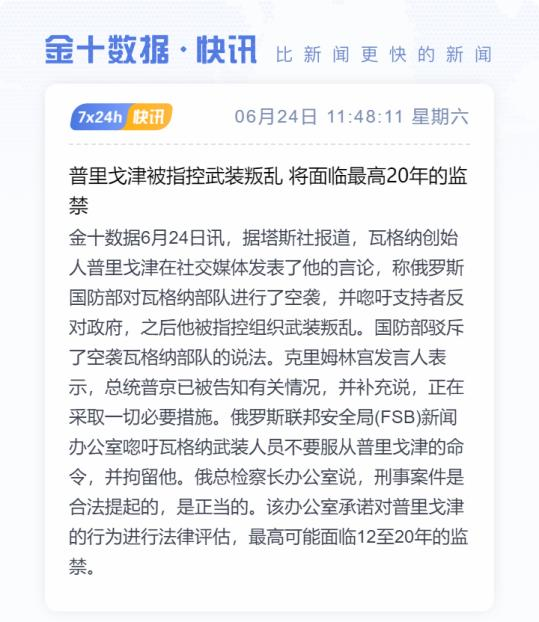 金十数据·快讯 比新闻更快的新闻
7x24h 快讯 06月24日 11:48:11 星期六
普里戈津被指控武装叛乱 将面临最高20年的监
禁
金十数据6月24日讯，据塔斯社报道，瓦格纳创始
人普里戈津在社交媒体发表了他的言论，称俄罗斯
国防部对瓦格纳部队进行了空袭，并唿吁支持者反
对政府，之后他被指控组织武装叛乱。国防部驳斥
了空袭瓦格纳部队的说法。克里姆林宫发言人表
示，总统普京已被告知有关情况，并补充说，正在
采取一切必要措施。俄罗斯联邦安全局(FSB)新闻
办公室唿吁瓦格纳武装人员不要服从普里戈津的命
令，并拘留他。俄总检察长办公室说，刑事案件是
合法提起的，是正当的。该办公室承诺对普里戈津
的行为进行法律评估，最高可能面临12至20年的监
禁。